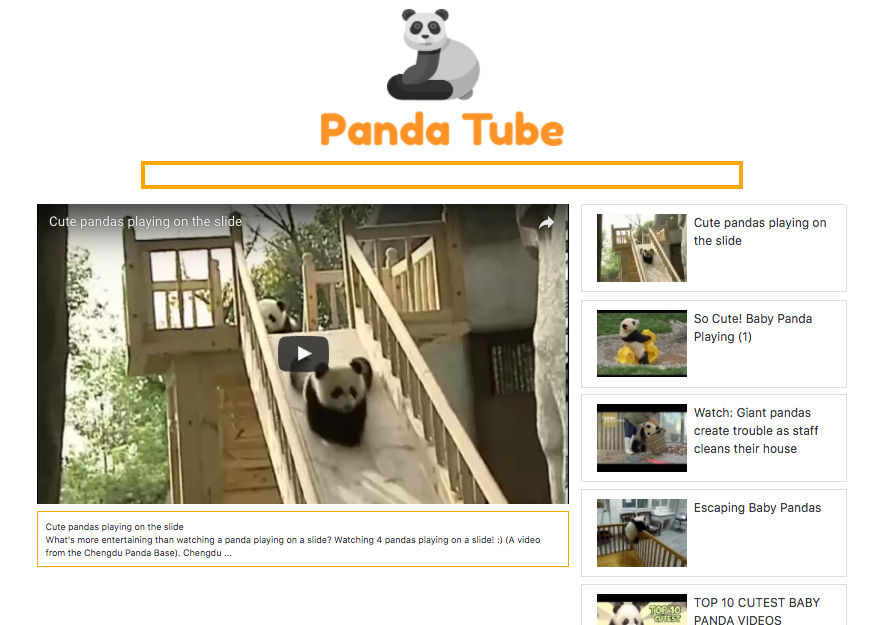 Panda Tube
Cute pandas playing on the slide
Cute pandas playing on the slide
What's more entertaining than watching a panda playing on a slide? Watching 4 pandas playing on a slide! :) (A video
from the Chengdu Panda Base). Chengdu ...
Cute pandas playing on
the slide
So Cute! Baby Panda
Playing (1)
Watch: Giant pandas
create trouble as staff
cleans their house
Escaping Baby Pandas
TOP 10
CUTEST
TOP 10 CUTEST BABY
PANDA VIDEOS